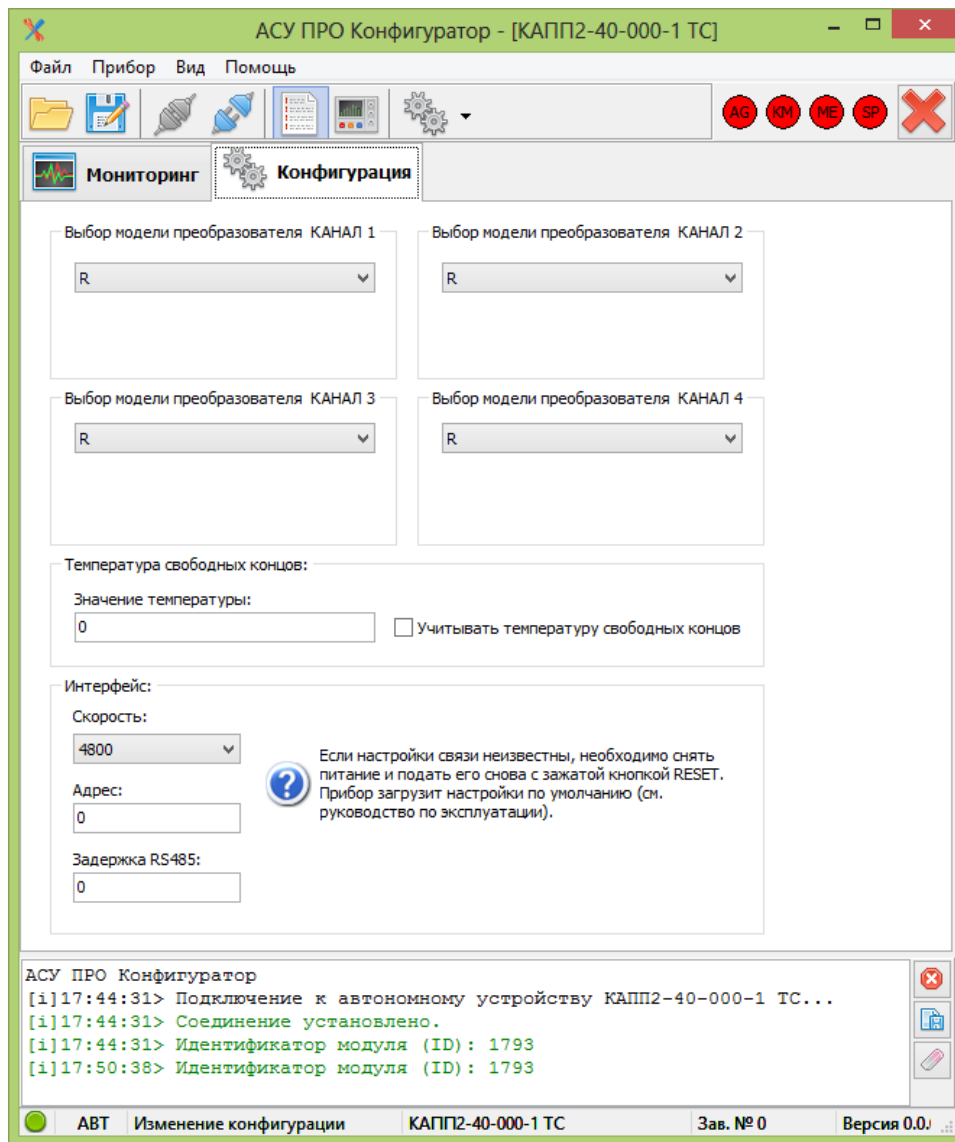 АСУ ПРО Конфигуратор - [КАПП2-40-000-1 ТС]
Файл Прибор Вид Помощь
AG KM ME SP
Мониторинг Конфигурация
Выбор модели преобразователя КАНАЛ 1
R
Выбор модели преобразователя КАНАЛ 2
R
Выбор модели преобразователя КАНАЛ 3
R
Выбор модели преобразователя КАНАЛ 4
R
Температура свободных концов:
Значение температуры:
0
Учитывать температуру свободных концов
Интерфейс:
Скорость:
4800
Адрес:
0
Задержка RS485:
0
Если настройки связи неизвестны, необходимо снять
питание и подать его снова с зажатой кнопкой RESET.
Прибор загрузит настройки по умолчанию (см.
руководство по эксплуатации).
АСУ ПРО Конфигуратор
[i]17:44:31> Подключение к автономному устройству КАПП2-40-000-1 ТС...
[i]17:44:31> Соединение установлено.
[i]17:44:31> Идентификатор модуля (ID): 1793
[i]17:50:38> Идентификатор модуля (ID): 1793
АВТ Изменение конфигурации КАПП2-40-000-1 ТС Зав. № 0 Версия 0.0.